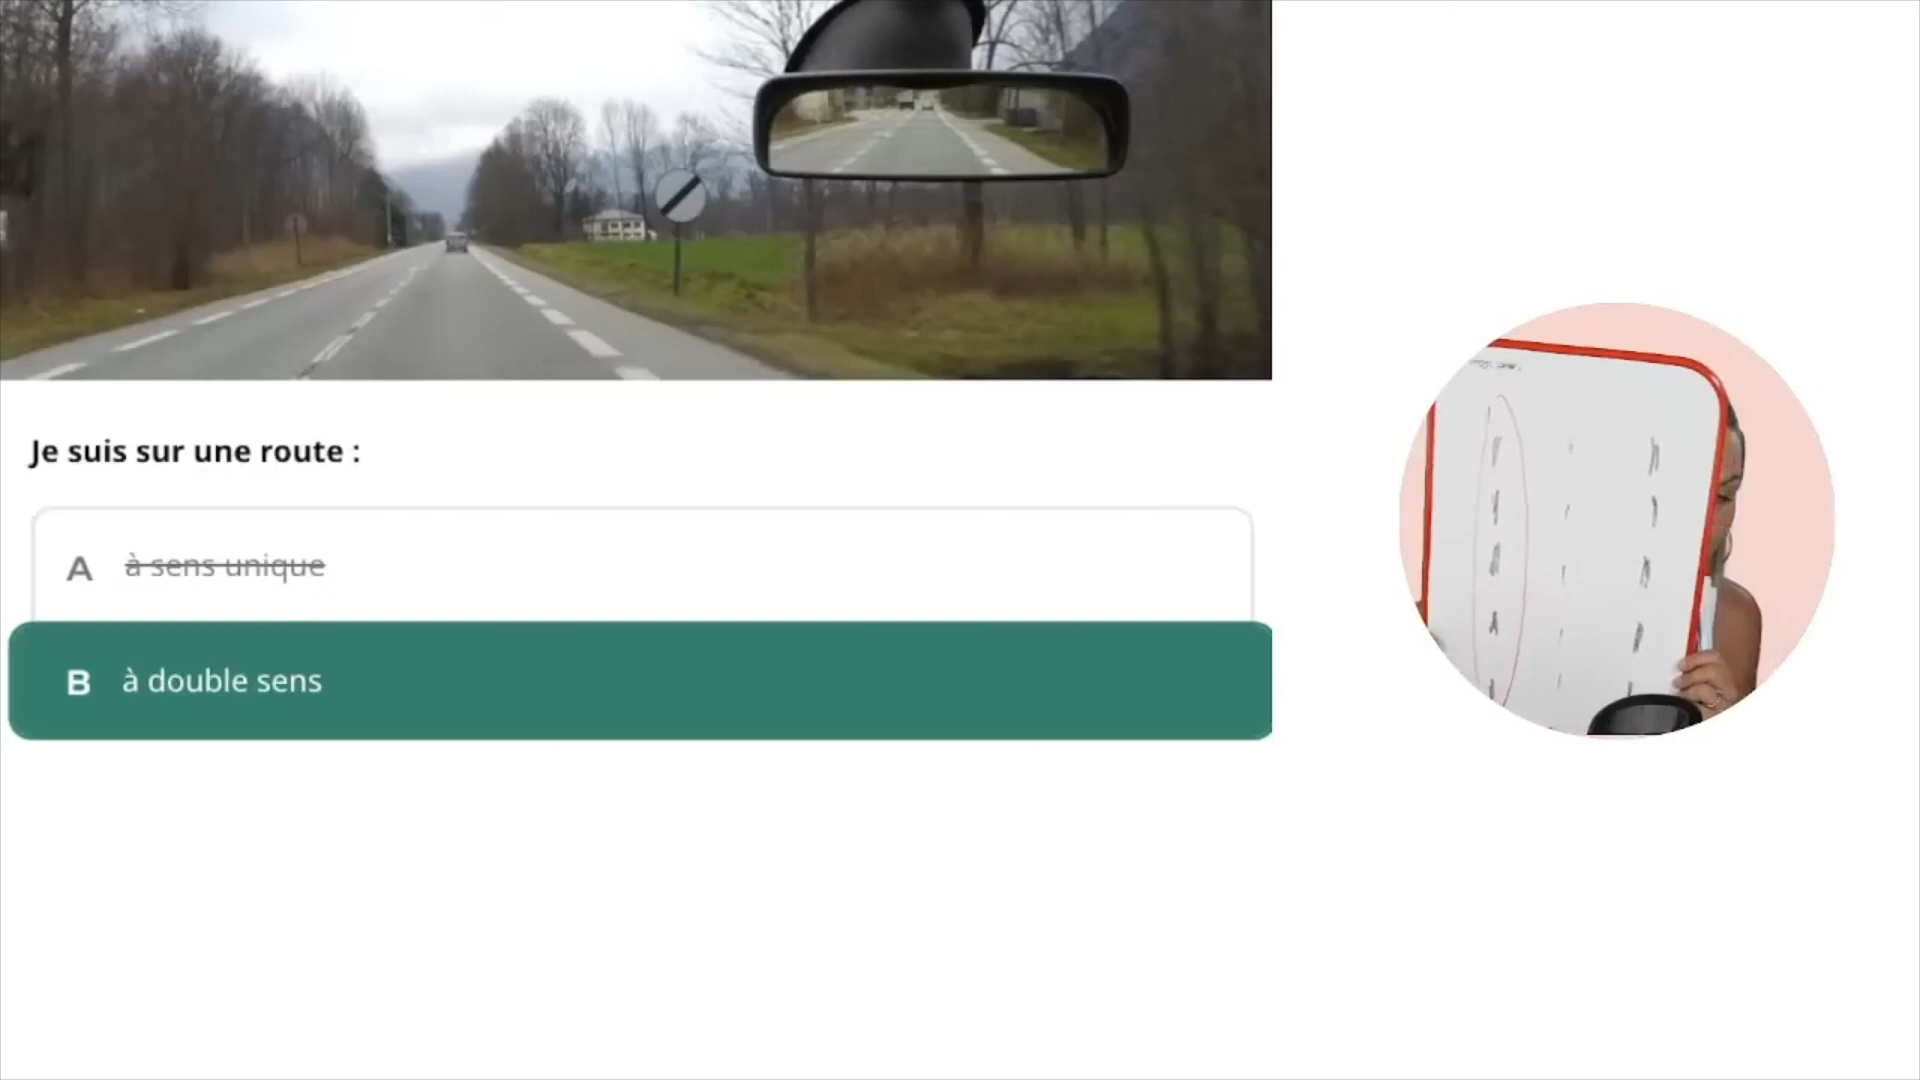 Je suis sur une route :
A à sens unique
B à double sens